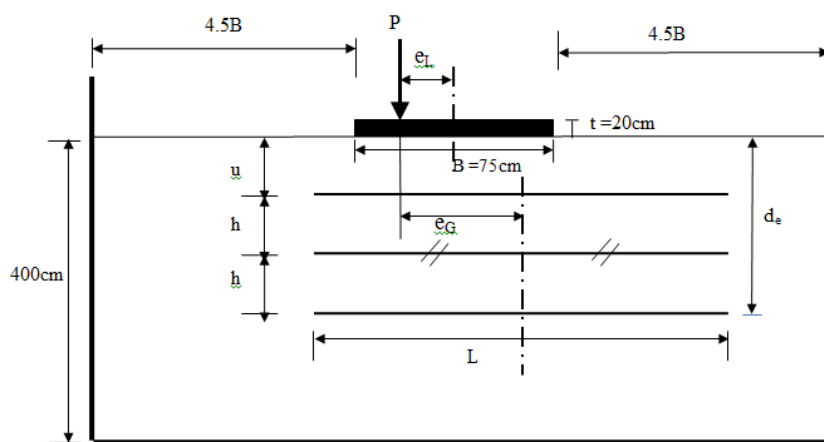 4.5B
P
4.5B
eL
t =20cm
B =75cm
u
de
eG
h
400cm
h
L